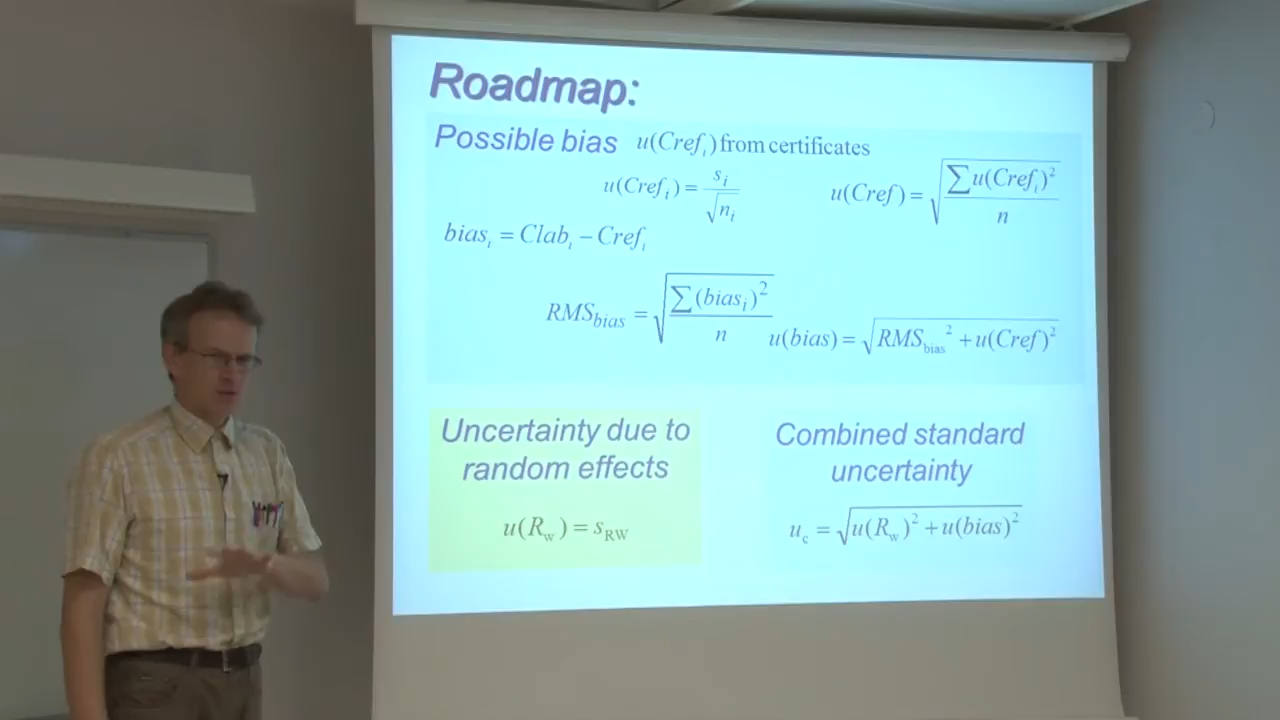 Roadmap:
Possible bias u(Cref_i) from certificates
u(Cref_i) = s_i / √n_i
u(Cref) = √(∑u(Cref_i)² / n)
bias_i = Clab_i − Cref_i
RMS_bias = √(∑(bias_i)² / n)
u(bias) = √(RMS_bias² + u(Cref)²)
Uncertainty due to
random effects
u(R_w) = s_RW
Combined standard
uncertainty
u_c = √(u(R_w)² + u(bias)²)